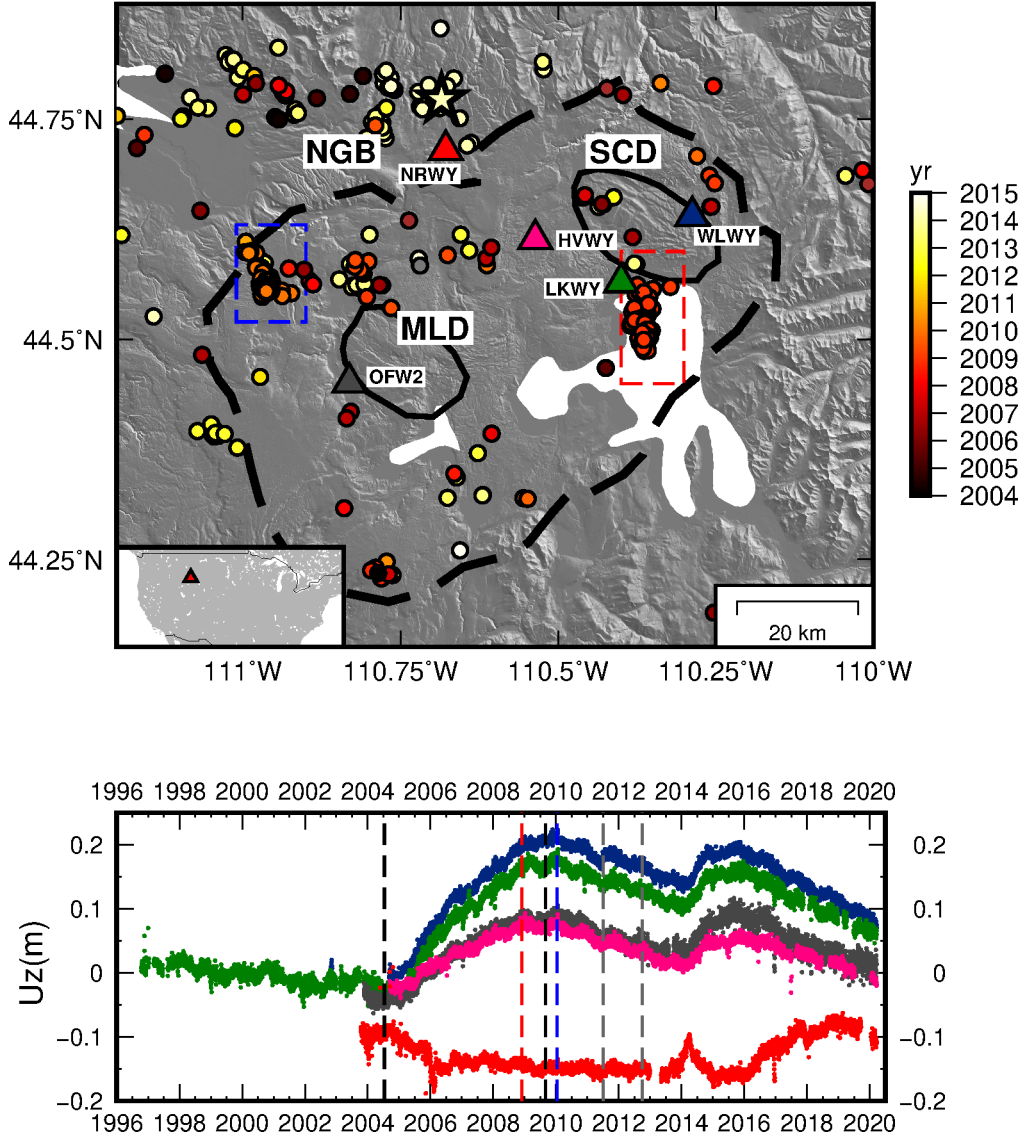 44.75°N
44.5°N
44.25°N
NGB
SCD
NRWY
HVWY
WLWY
LKWY
MLD
OFW2
20 km
111°W
110.75°W
110.5°W
110.25°W
110°W
yr
2015
2014
2013
2012
2011
2010
2009
2008
2007
2006
2005
2004
1996 1998 2000 2002 2004 2006 2008 2010 2012 2014 2016 2018 2020
Uz(m)
0.2 0.2
0.1 0.1
0 0
−0.1 −0.1
−0.2 −0.2
1996 1998 2000 2002 2004 2006 2008 2010 2012 2014 2016 2018 2020